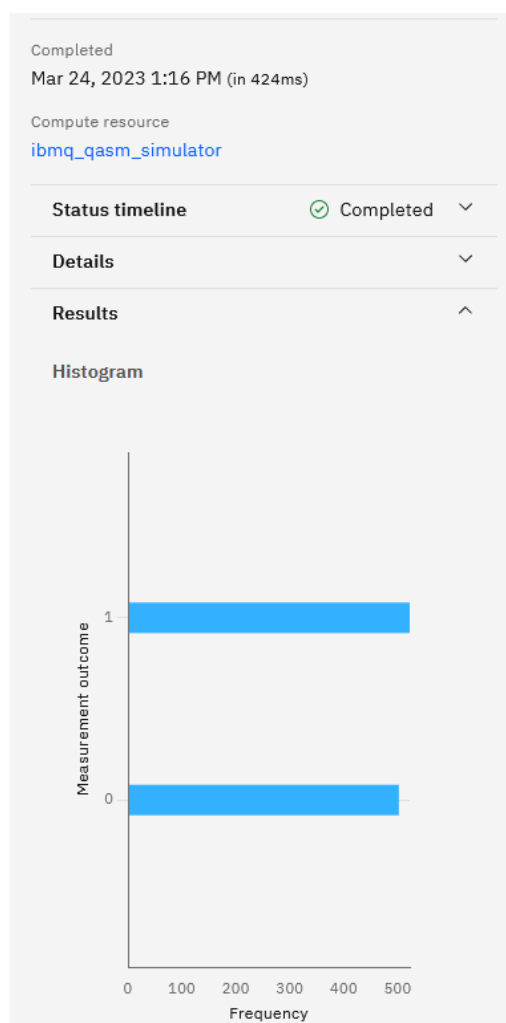 Completed
Mar 24, 2023 1:16 PM (in 424ms)
Compute resource
ibmq_qasm_simulator
Status timeline Completed
Details
Results
Histogram
Measurement outcome
1
0
0 100 200 300 400 500
Frequency